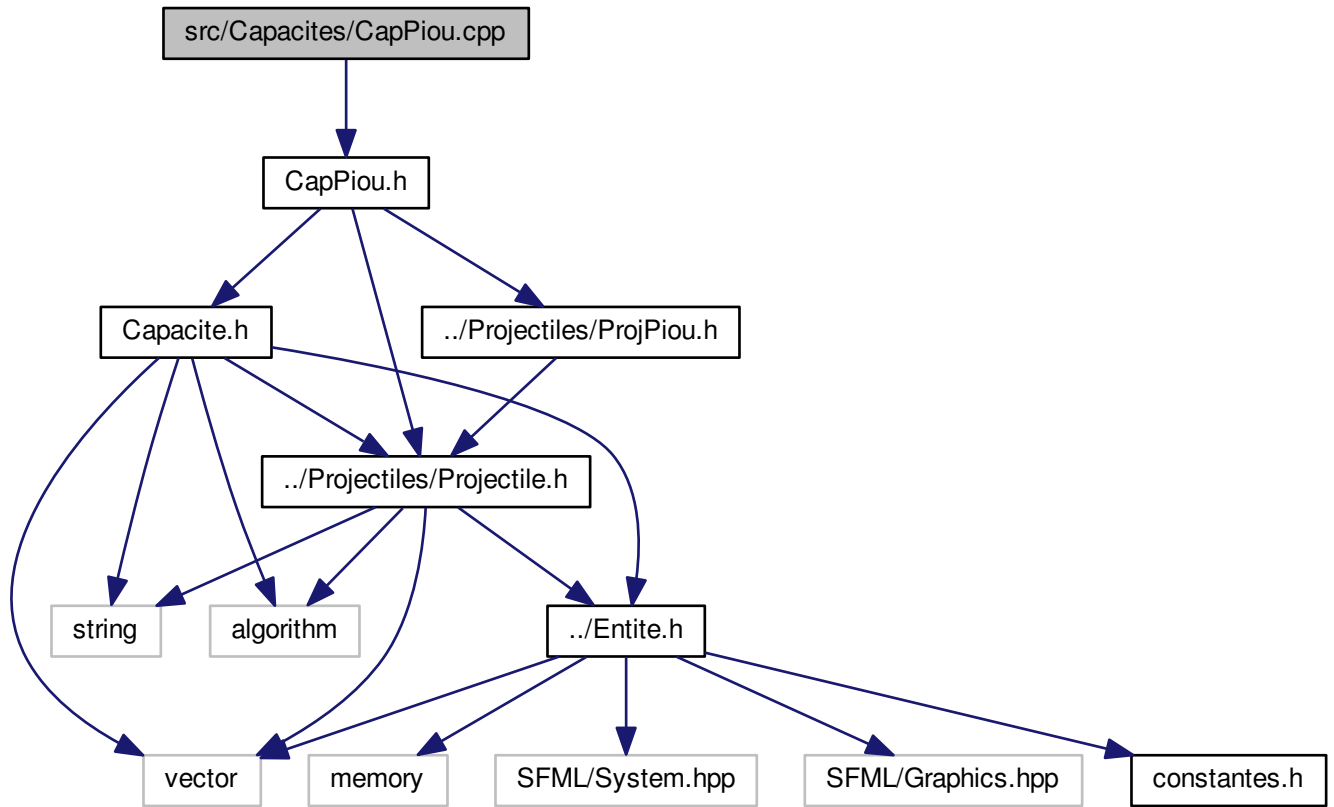 src/Capacites/CapPiou.cpp
CapPiou.h
Capacite.h
../Projectiles/ProjPiou.h
../Projectiles/Projectile.h
string
algorithm
../Entite.h
vector
memory
SFML/System.hpp
SFML/Graphics.hpp
constantes.h